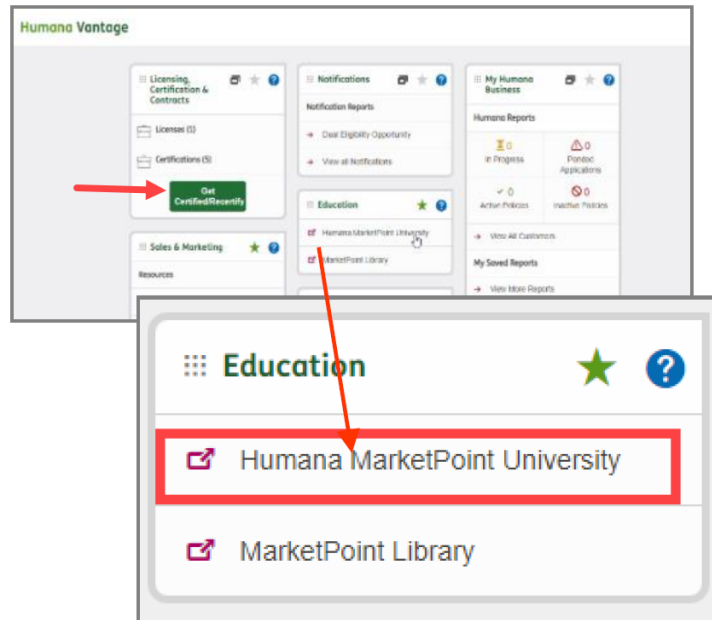 Humana Vantage
Licensing,
Certification &
Contracts
Licenses (1)
Certifications (5)
Get
Certified/Recertify
Sales & Marketing
Resources
Notifications
Notification Reports
Dual Eligibility Opportunity
View all Notifications
Education
Humana MarketPoint University
MarketPoint Library
My Humana
Business
Humana Reports
0
In Progress
0
Pended
Applications
0
Active Policies
0
Inactive Policies
View All Customers
My Saved Reports
View More Reports
Education
Humana MarketPoint University
MarketPoint Library